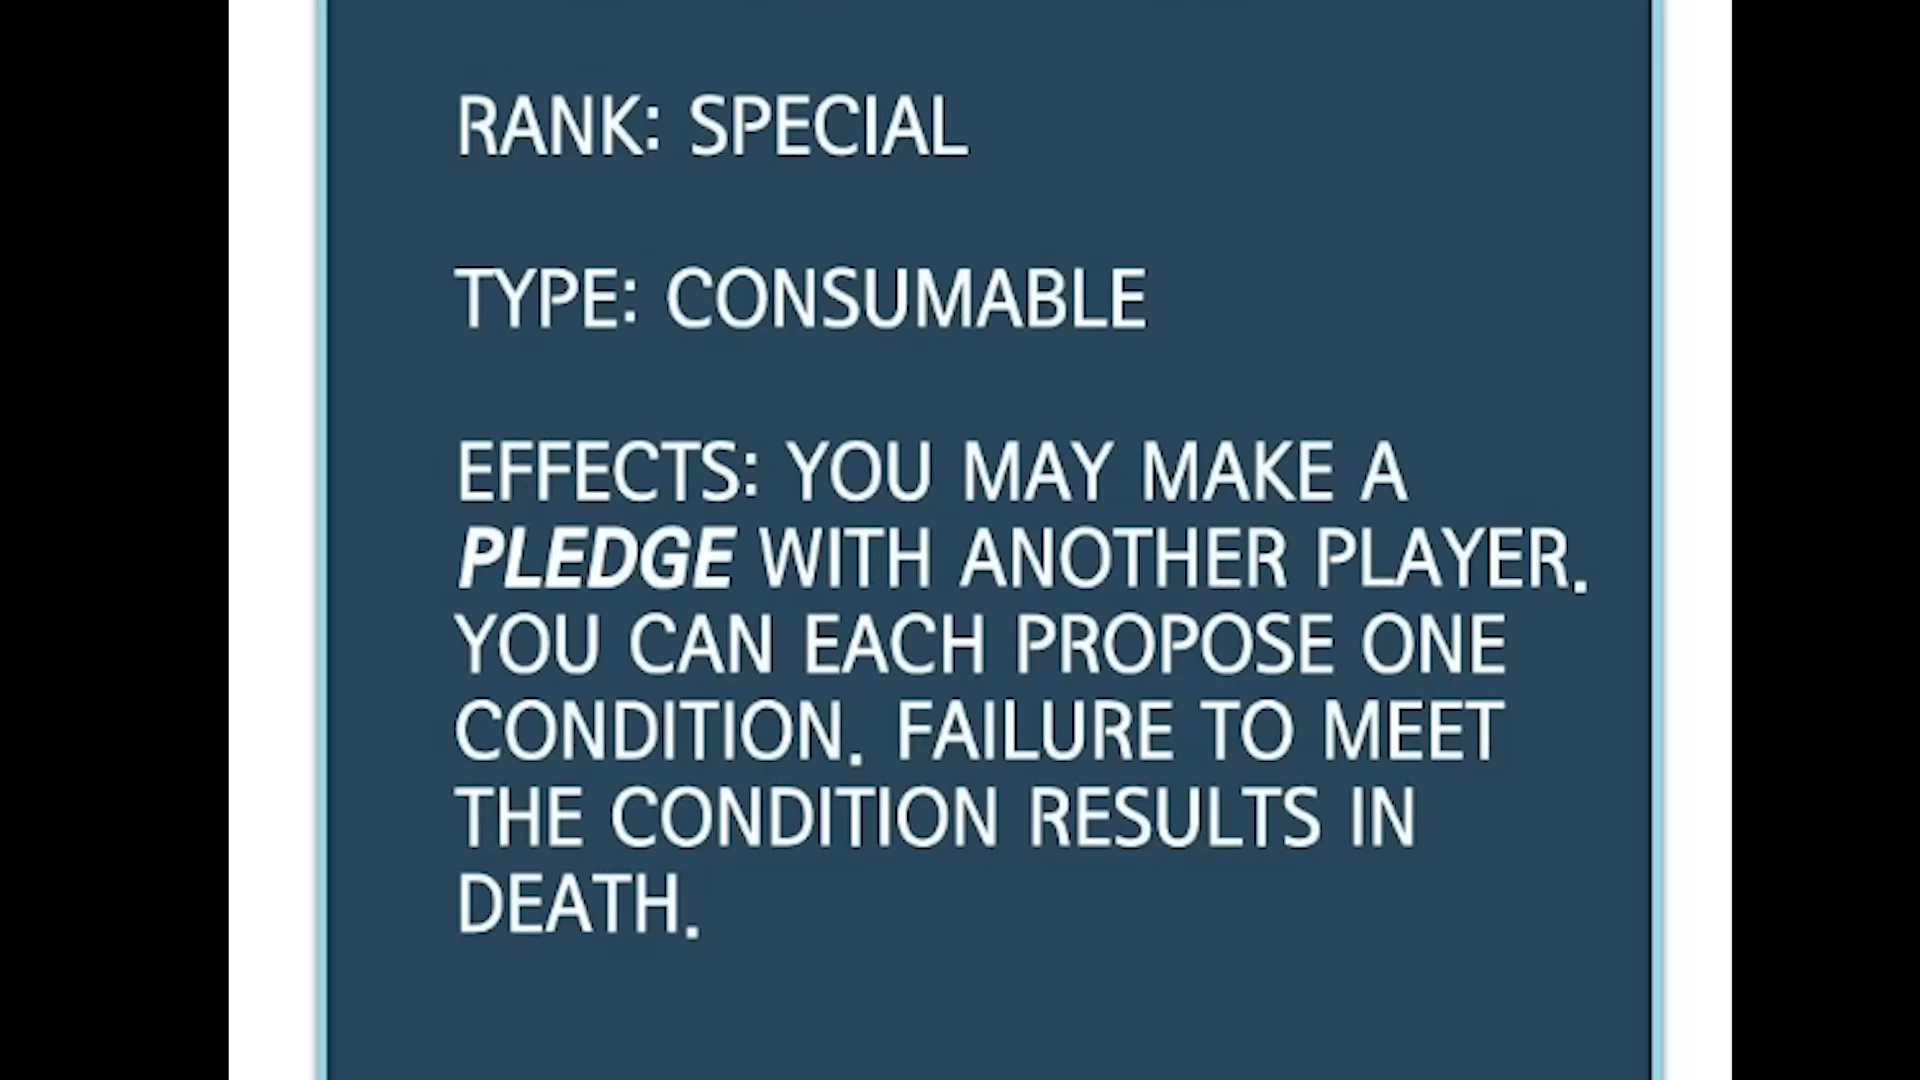 RANK: SPECIAL
TYPE: CONSUMABLE
EFFECTS: YOU MAY MAKE A
PLEDGE WITH ANOTHER PLAYER.
YOU CAN EACH PROPOSE ONE
CONDITION. FAILURE TO MEET
THE CONDITION RESULTS IN
DEATH.